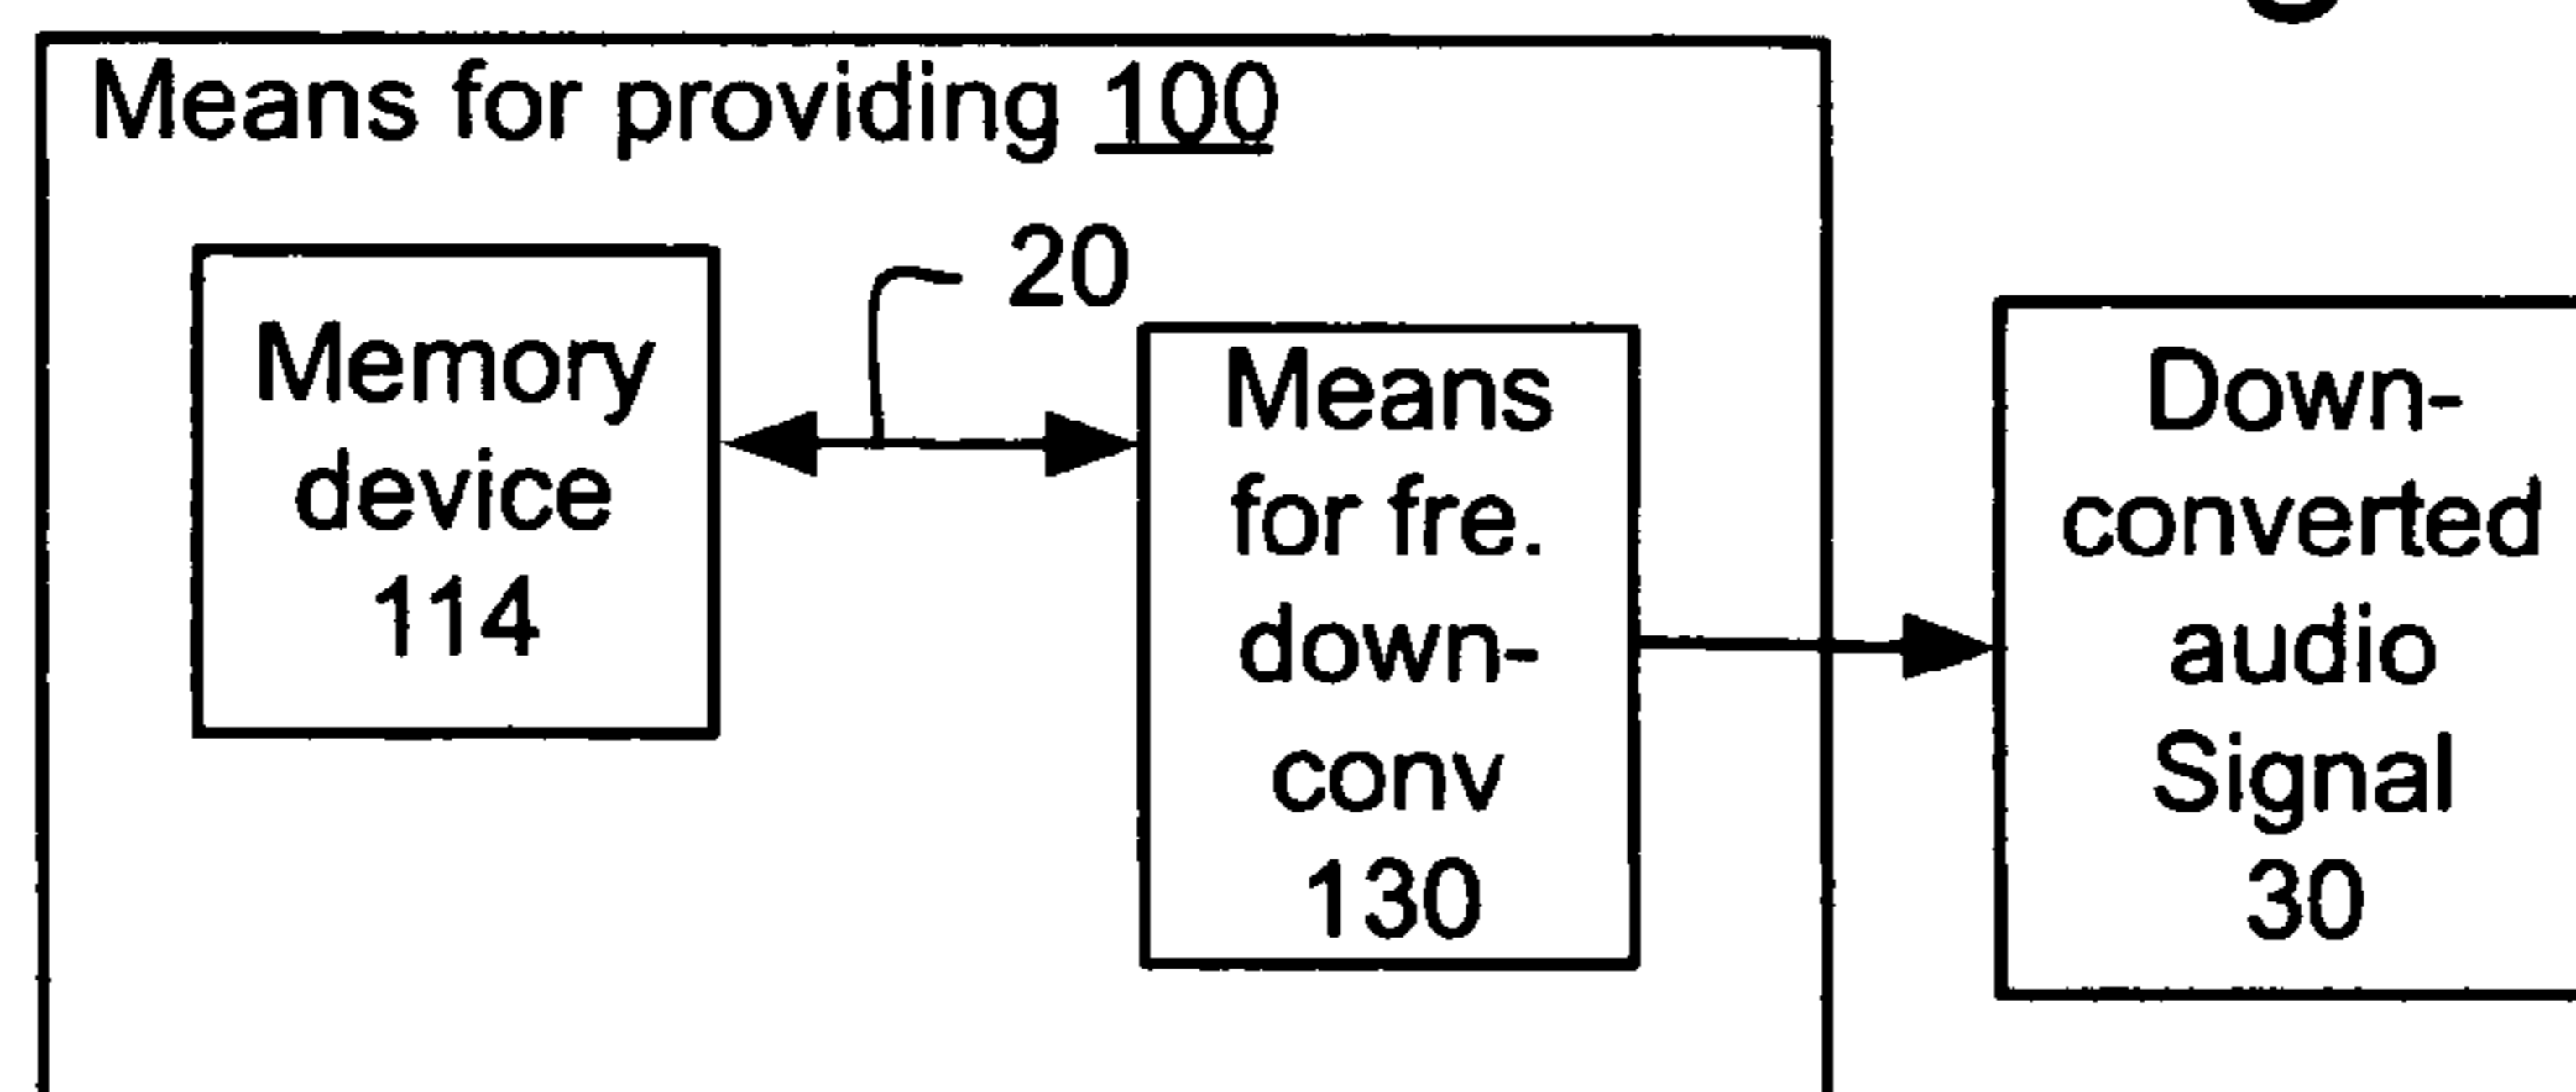 Means for providing 100
20
Memory
device
114
Means
for fre.
down-
conv
130
Down-
converted
audio
Signal
30